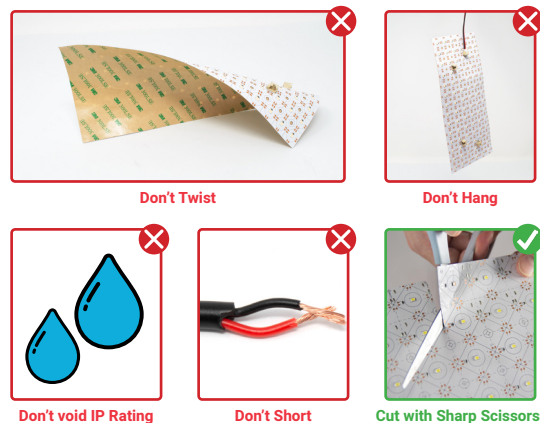 Don't Twist
Don't Hang
Don't void IP Rating
Don't Short
Cut with Sharp Scissors